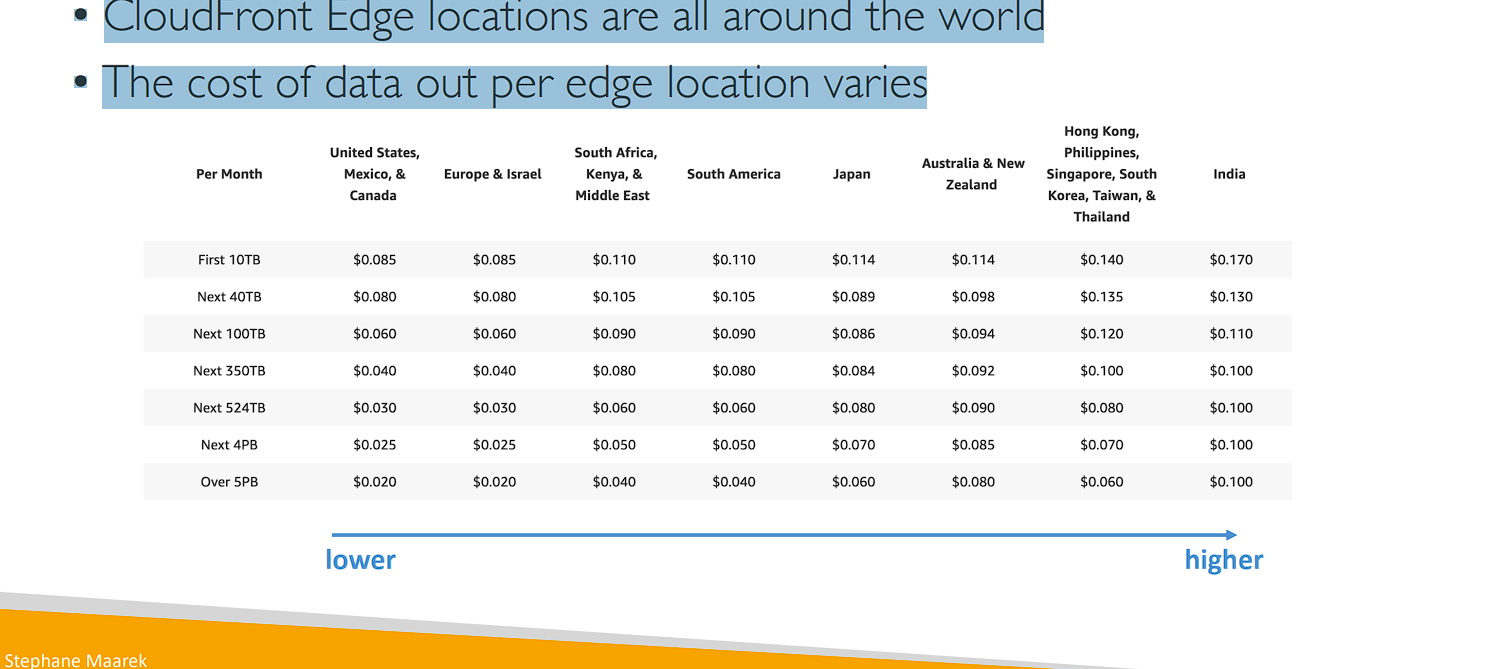 • CloudFront Edge locations are all around the world
• The cost of data out per edge location varies
Per Month United States, Mexico, & Canada Europe & Israel South Africa, Kenya, & Middle East South America Japan Australia & New Zealand Hong Kong, Philippines, Singapore, South Korea, Taiwan, & Thailand India
First 10TB $0.085 $0.085 $0.110 $0.110 $0.114 $0.114 $0.140 $0.170
Next 40TB $0.080 $0.080 $0.105 $0.105 $0.089 $0.098 $0.135 $0.130
Next 100TB $0.060 $0.060 $0.090 $0.090 $0.086 $0.094 $0.120 $0.110
Next 350TB $0.040 $0.040 $0.080 $0.080 $0.084 $0.092 $0.100 $0.100
Next 524TB $0.030 $0.030 $0.060 $0.060 $0.080 $0.090 $0.080 $0.100
Next 4PB $0.025 $0.025 $0.050 $0.050 $0.070 $0.085 $0.070 $0.100
Over 5PB $0.020 $0.020 $0.040 $0.040 $0.060 $0.080 $0.060 $0.100
lower higher
Stephane Maarek